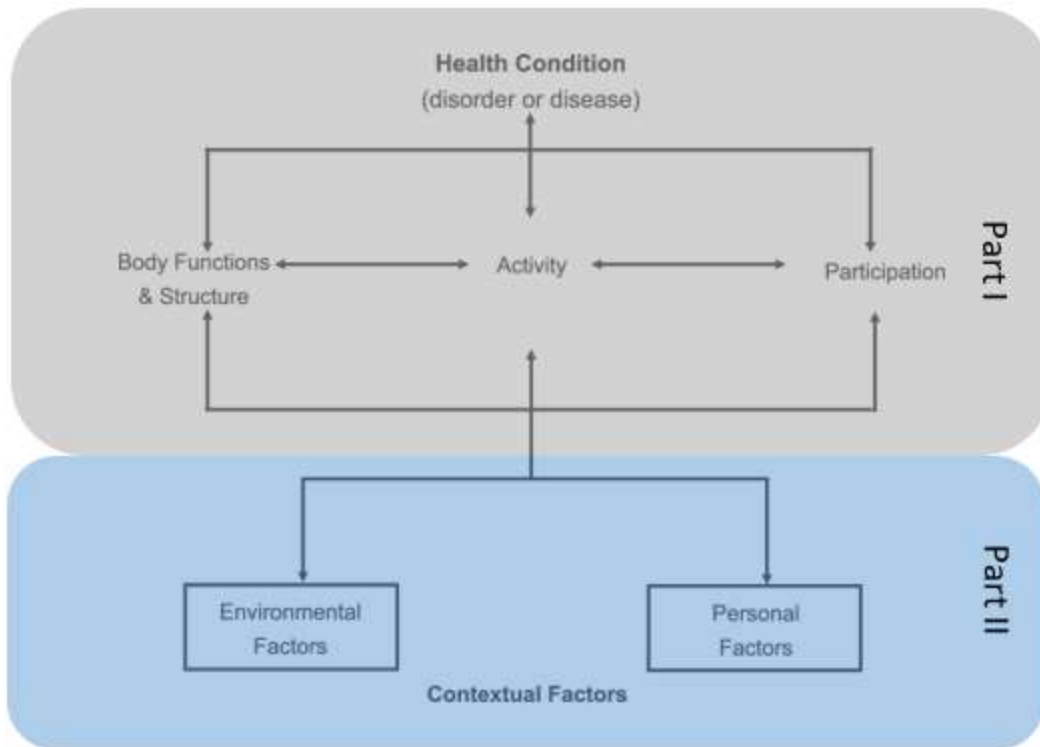 Health Condition
(disorder or disease)
Body Functions
& Structure
Activity
Participation
Part I
Environmental
Factors
Personal
Factors
Contextual Factors
Part II